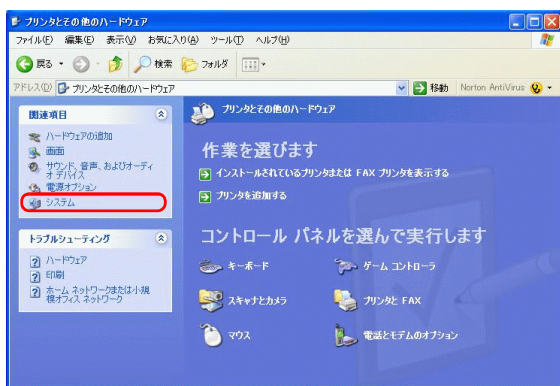 プリンタとその他のハードウェア
ファイル(F) 編集(E) 表示(V) お気に入り(A) ツール(T) ヘルプ(H)
戻る 検索 フォルダ
アドレス(D) プリンタとその他のハードウェア 移動 Norton AntiVirus
関連項目
ハードウェアの追加
画面
サウンド、音声、およびオーディ
オ デバイス
電源オプション
システム
トラブルシューティング
ハードウェア
印刷
ホーム ネットワークまたは小規
模オフィス ネットワーク
プリンタとその他のハードウェア
作業を選びます
インストールされているプリンタまたは FAX プリンタを表示する
プリンタを追加する
コントロール パネルを選んで実行します
キーボード
ゲーム コントローラ
スキャナとカメラ
プリンタと FAX
マウス
電話とモデムのオプション